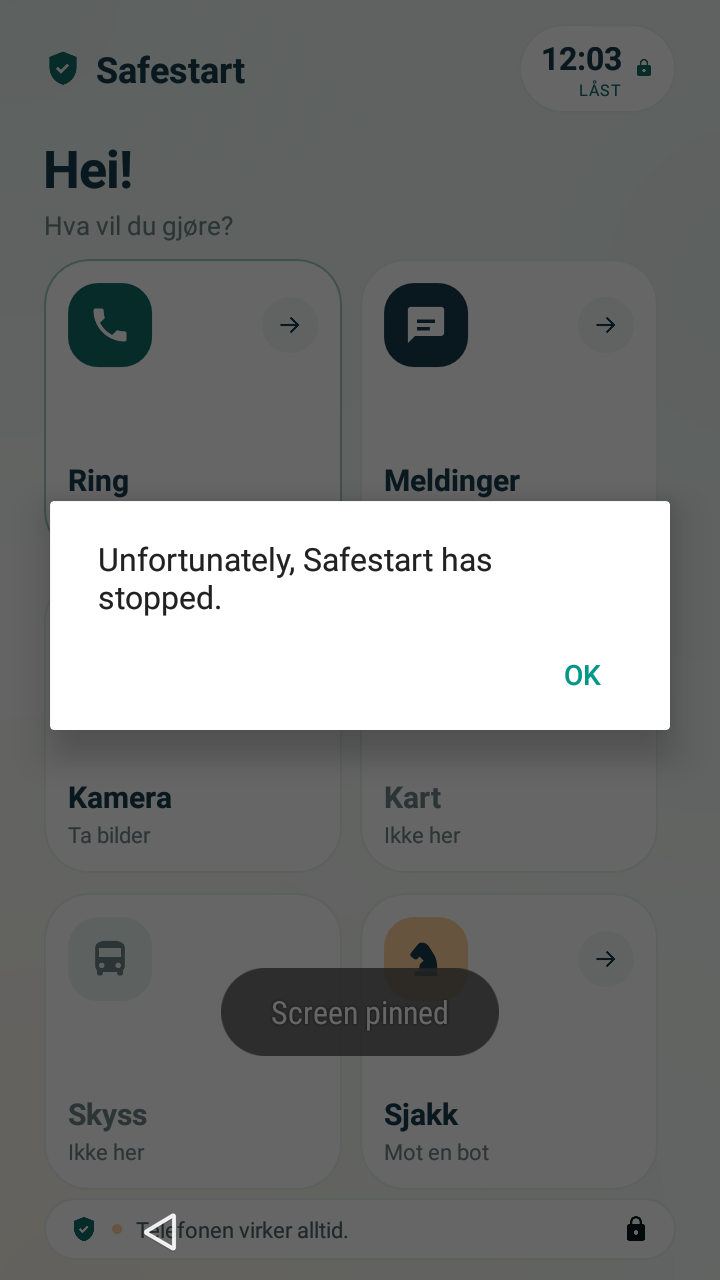 Safestart
12:03
LÅST
Hei!
Hva vil du gjøre?
Ring
Meldinger
Unfortunately, Safestart has
stopped.
OK
Kamera
Ta bilder
Kart
Ikke her
Screen pinned
Skyss
Ikke her
Sjakk
Mot en bot
Telefonen virker alltid.